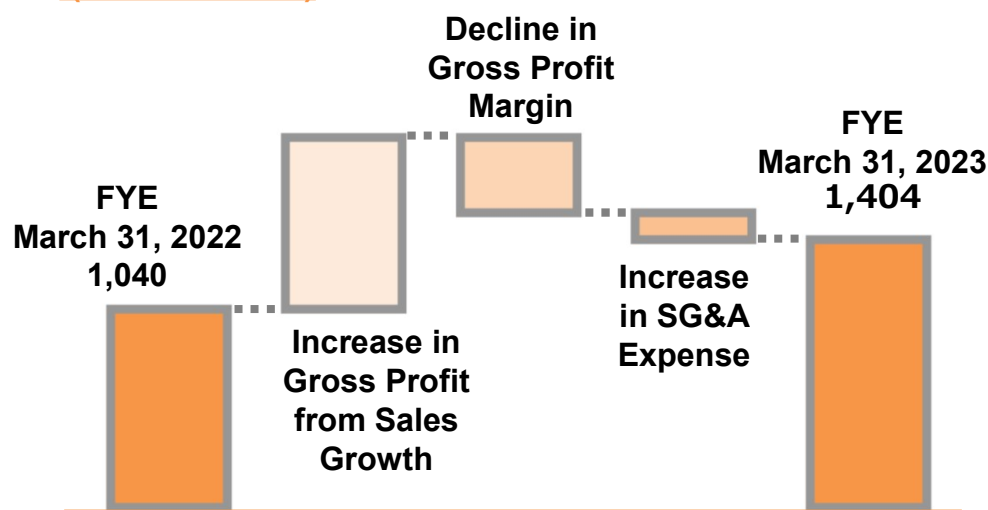 Decline in
Gross Profit
Margin
FYE
March 31, 2023
1,404
FYE
March 31, 2022
1,040
Increase
in SG&A
Expense
Increase in
Gross Profit
from Sales
Growth